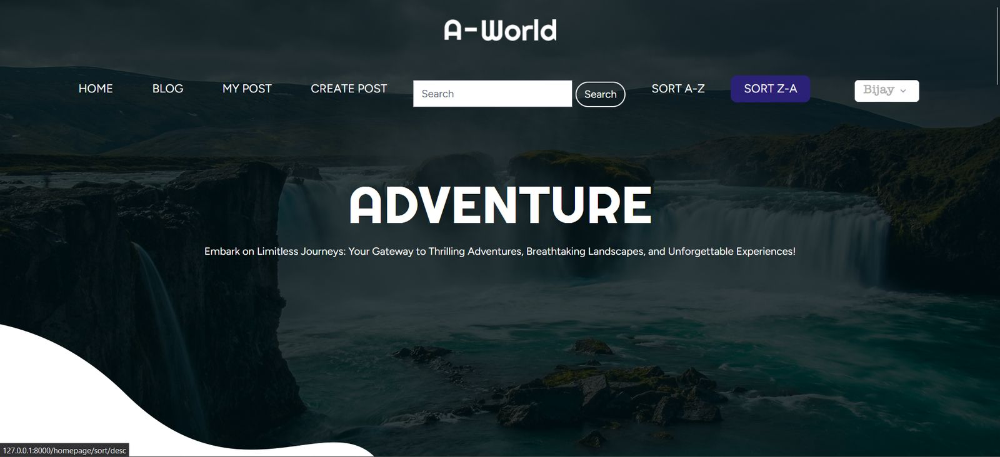 A-World
HOME BLOG MY POST CREATE POST Search Search SORT A-Z SORT Z-A Bijay
ADVENTURE
Embark on Limitless Journeys: Your Gateway to Thrilling Adventures, Breathtaking Landscapes, and Unforgettable Experiences!
127.0.0.1:8000/homepage/sort/desc